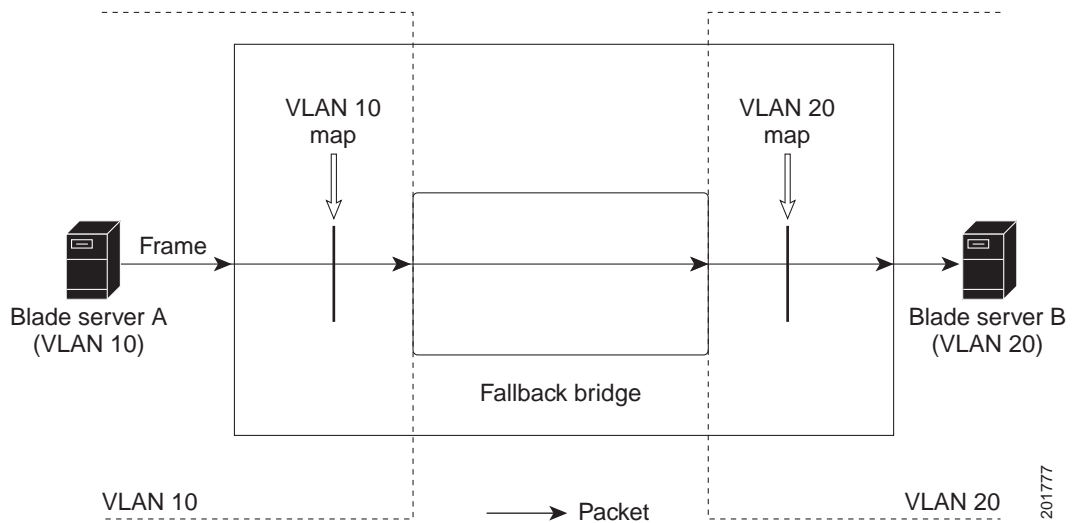 VLAN 10
map
VLAN 20
map
Frame
Blade server A
(VLAN 10)
Blade server B
(VLAN 20)
Fallback bridge
VLAN 10
Packet
VLAN 20
201777